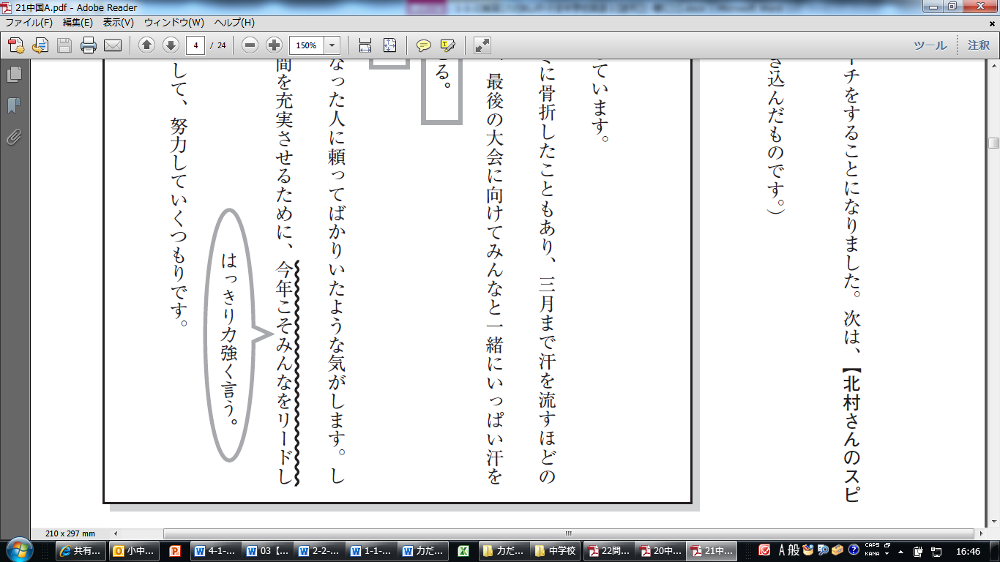 21中国A.pdf - Adobe Reader
ファイル(F) 編集(E) 表示(V) ウィンドウ(W) ヘルプ(H)
4 / 24 150% ツール 注釈
ーチをすることになりました。次は、【北村さんのスピ
き込んだものです。）
しています。
くに骨折したこともあり、三月まで汗を流すほどの
、最後の大会に向けてみんなと一緒にいっぱい汗を
る。
なった人に頼ってばかりいたような気がします。し
間を充実させるために、今年こそみんなをリードし
はっきり力強く言う。
して、努力していくつもりです。
210 x 297 mm
共有... 小中... 4-1-... 03【... 2-2-... 1-1-... 力だ... 力だ... 中学校 22問... 20中... 21中... A 般 CAPS KANA 16:46